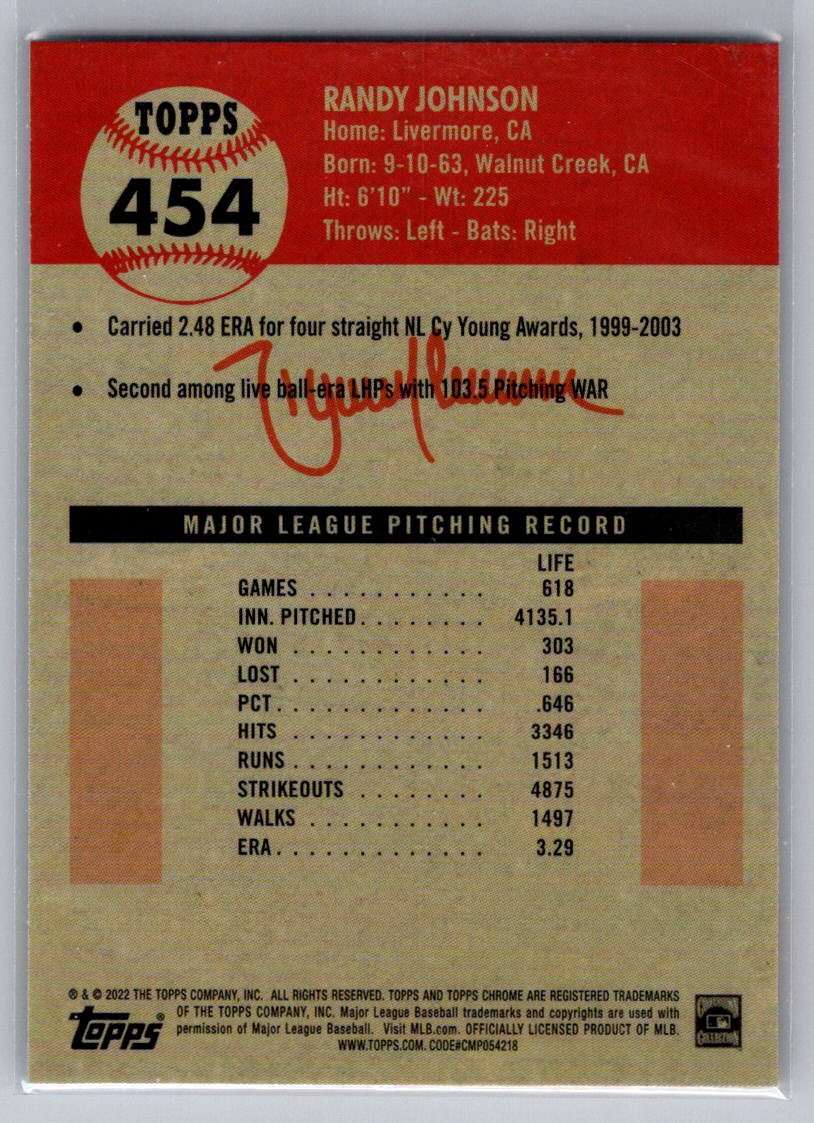 TOPPS
454
RANDY JOHNSON
Home: Livermore, CA
Born: 9-10-63, Walnut Creek, CA
Ht: 6'10" - Wt: 225
Throws: Left - Bats: Right
• Carried 2.48 ERA for four straight NL Cy Young Awards, 1999-2003
• Second among live ball-era LHPs with 103.5 Pitching WAR
MAJOR LEAGUE PITCHING RECORD
LIFE
GAMES . . . . . . . . . . . 618
INN. PITCHED . . . . . . . . 4135.1
WON . . . . . . . . . . . . 303
LOST . . . . . . . . . . . . 166
PCT. . . . . . . . . . . . . .646
HITS . . . . . . . . . . . . 3346
RUNS . . . . . . . . . . . . 1513
STRIKEOUTS . . . . . . . . 4875
WALKS . . . . . . . . . . . 1497
ERA. . . . . . . . . . . . . 3.29
® & © 2022 THE TOPPS COMPANY, INC. ALL RIGHTS RESERVED. TOPPS AND TOPPS CHROME ARE REGISTERED TRADEMARKS
OF THE TOPPS COMPANY, INC. Major League Baseball trademarks and copyrights are used with
permission of Major League Baseball. Visit MLB.com. OFFICIALLY LICENSED PRODUCT OF MLB.
WWW.TOPPS.COM. CODE#CMP054218
topps®